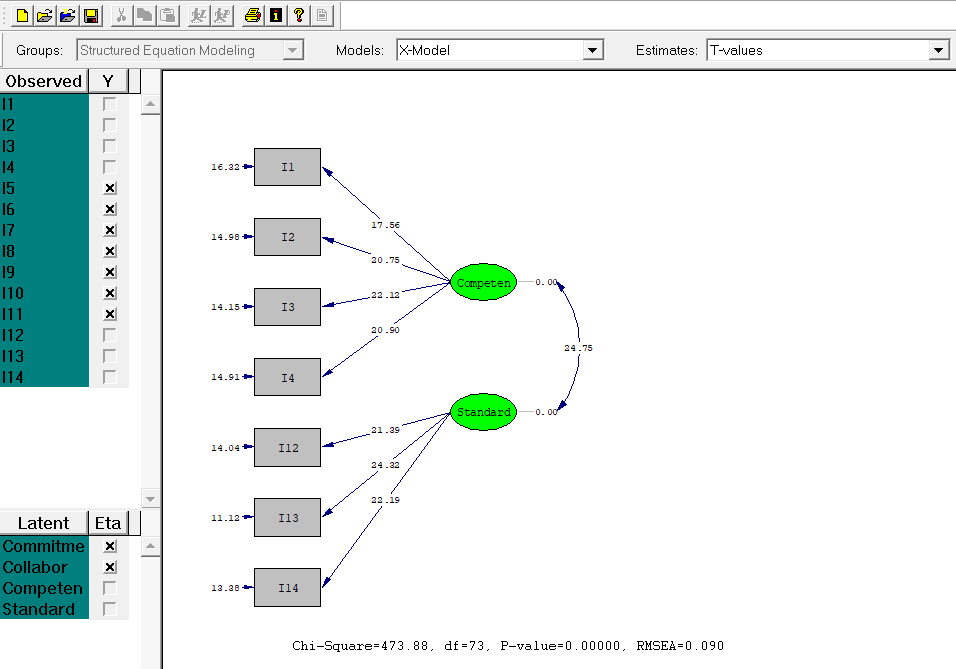 Groups: Structured Equation Modeling Models: X-Model Estimates: T-values
Observed Y
I1
I2
I3
I4
I5
I6
I7
I8
I9
I10
I11
I12
I13
I14
Latent Eta
Commitme
Collabor
Competen
Standard
16.32 I1
17.56
14.98 I2
20.75
Competen 0.00
14.15 I3
22.12
20.90
24.75
14.91 I4
Standard 0.00
14.04 I12
21.39
24.32
22.19
11.12 I13
13.38 I14
Chi-Square=473.88, df=73, P-value=0.00000, RMSEA=0.090